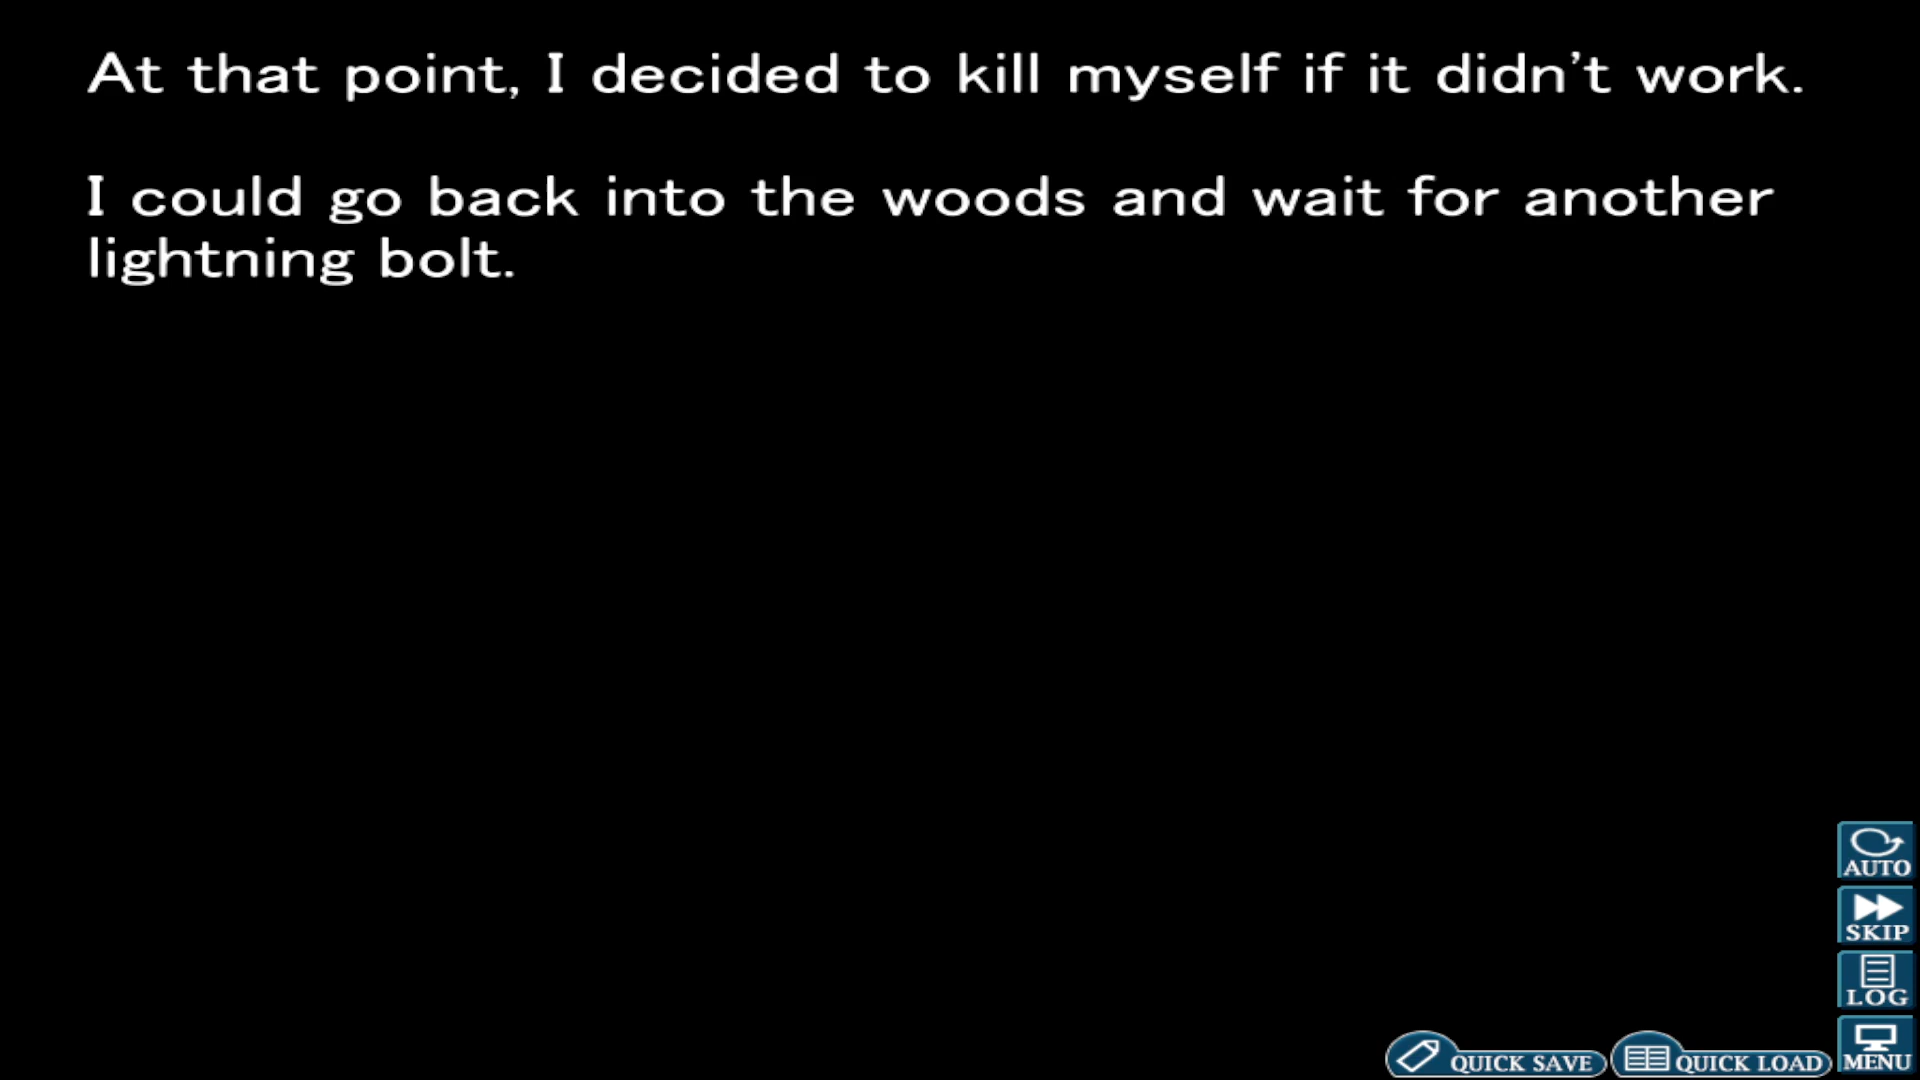 At that point, I decided to kill myself if it didn't work.
I could go back into the woods and wait for another
lightning bolt.
AUTO
SKIP
LOG
QUICK SAVE
QUICK LOAD
MENU